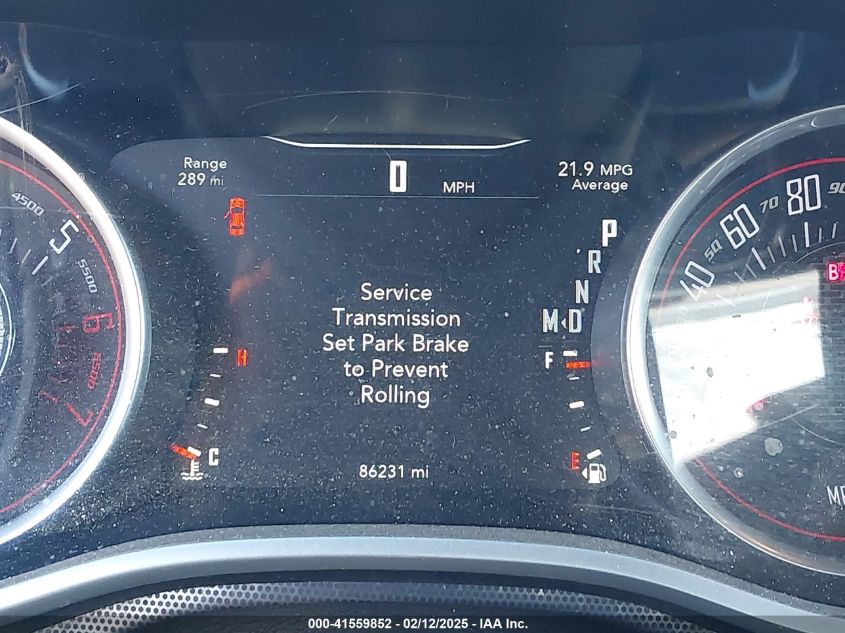 Range
289 mi
0 MPH
21.9 MPG
Average
P
R
N
M◁D
Service
Transmission
Set Park Brake
to Prevent
Rolling
H
C
F
E
86231 mi
4500
5
5500
6
6500
7
40
50
60
70
80
90
000-41559852 - 02/12/2025 - IAA Inc.